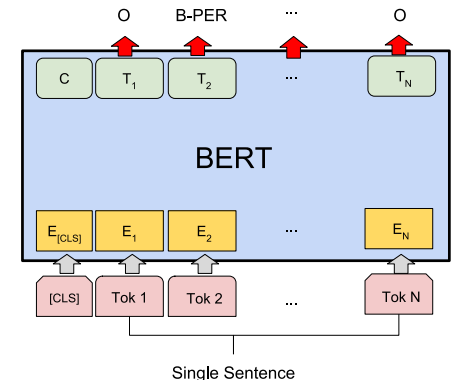 O B-PER ... O
C T1 T2 ... TN
BERT
E[CLS] E1 E2 ... EN
[CLS] Tok 1 Tok 2 ... Tok N
Single Sentence